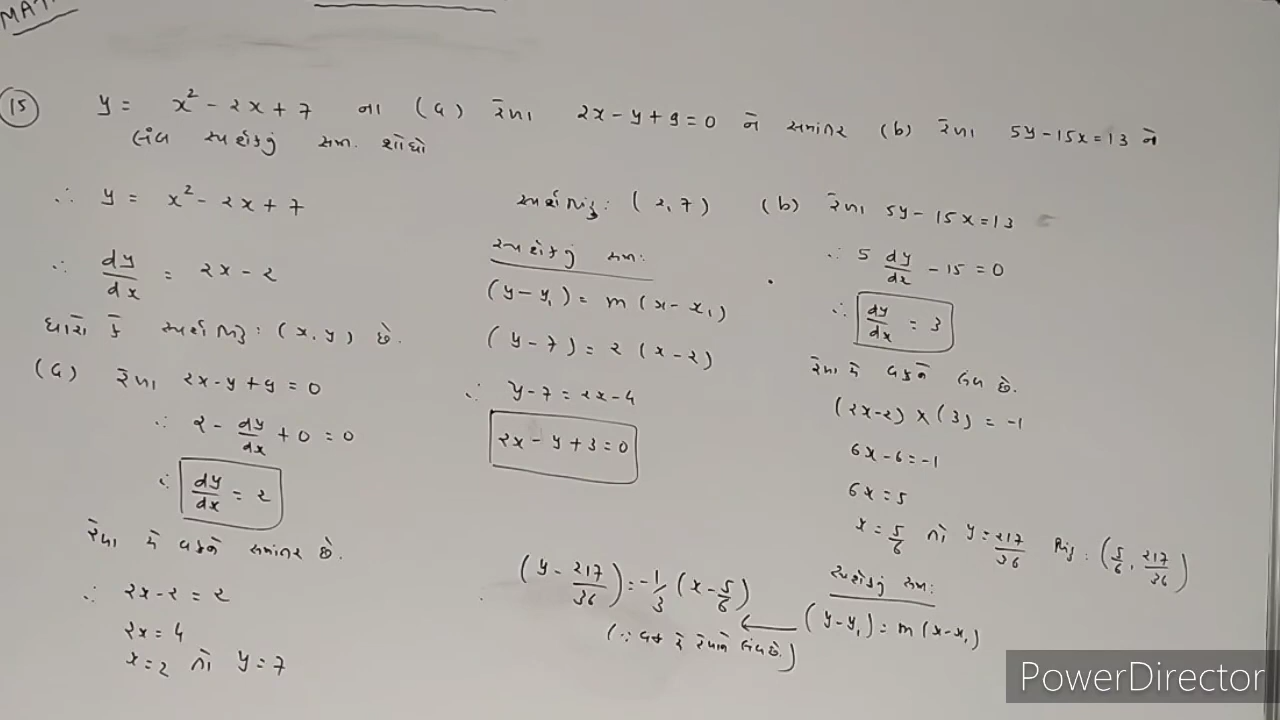 MAT
(15) y = x² - 2x + 7 ના (a) રેખા 2x - y + 9 = 0 ને સમાંતર (b) રેખા 5y - 15x = 13 ને
લંબ સ્પર્શકનું સમ. શોધો
∴ y = x² - 2x + 7
∴ dy/dx = 2x - 2
ધારો કે સ્પર્શબિંદુ : (x, y) છે.
(a) રેખા 2x - y + 9 = 0
∴ 2 - dy/dx + 0 = 0
∴ dy/dx = 2
રેખા એ વક્રને સમાંતર છે.
∴ 2x - 2 = 2
2x = 4
x = 2 તો y = 7
સ્પર્શબિંદુ : (2, 7)
સ્પર્શકનું સમ:
(y - y₁) = m (x - x₁)
(y - 7) = 2 (x - 2)
∴ y - 7 = 2x - 4
2x - y + 3 = 0
(b) રેખા 5y - 15x = 13
∴ 5 dy/dx - 15 = 0
∴ dy/dx = 3
રેખા એ વક્રને લંબ છે.
(2x - 2) × (3) = -1
6x - 6 = -1
6x = 5
x = 5/6 તો y = 217/36 બિંદુ : (5/6, 217/36)
સ્પર્શકનું સમ:
(y - y₁) = m (x - x₁)
(y - 217/36) = -1/3 (x - 5/6) ←
(∵ વક્ર રેખાને લંબ છે.)
PowerDirector